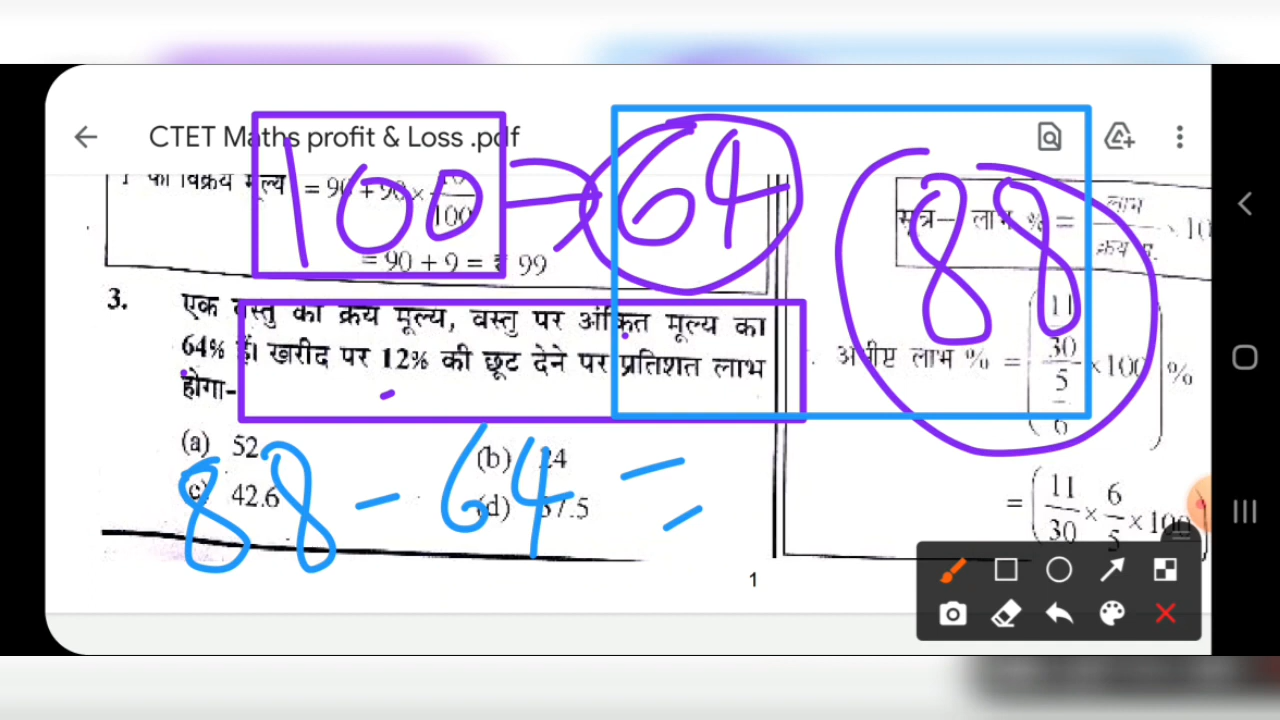 CTET Maths profit & Loss .pdf
का विक्रय मूल्य = 90 + 90 ×
100
= 90 + 9 = ₹ 99
100 → 64
88
सूत्र– लाभ % = लाभ
क्रय मू. × 10
3. एक वस्तु का क्रय मूल्य, वस्तु पर अंकित मूल्य का
64% है। खरीद पर 12% की छूट देने पर प्रतिशत लाभ
होगा-
(a) 52 (b) 24
(c) 42.6 (d) 37.5
88 - 64 =
अभीष्ट लाभ % = ( 11
30
5
6 ×100 ) %
= ( 11
30 × 6
5 × 100
1